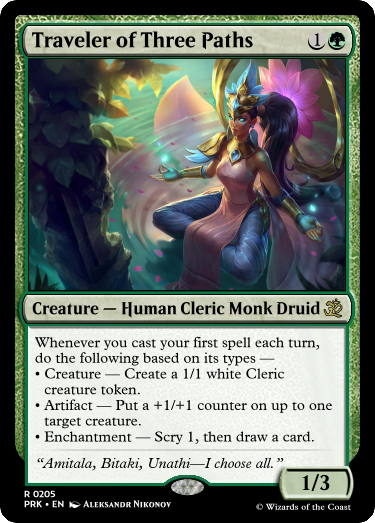 Traveler of Three Paths 1
Creature — Human Cleric Monk Druid
Whenever you cast your first spell each turn,
do the following based on its types —
• Creature — Create a 1/1 white Cleric
creature token.
• Artifact — Put a +1/+1 counter on up to one
target creature.
• Enchantment — Scry 1, then draw a card.
“Amitala, Bitaki, Unathi—I choose all.”
1/3
R 0205
PRK • EN Aleksandr Nikonov
© Wizards of the Coast